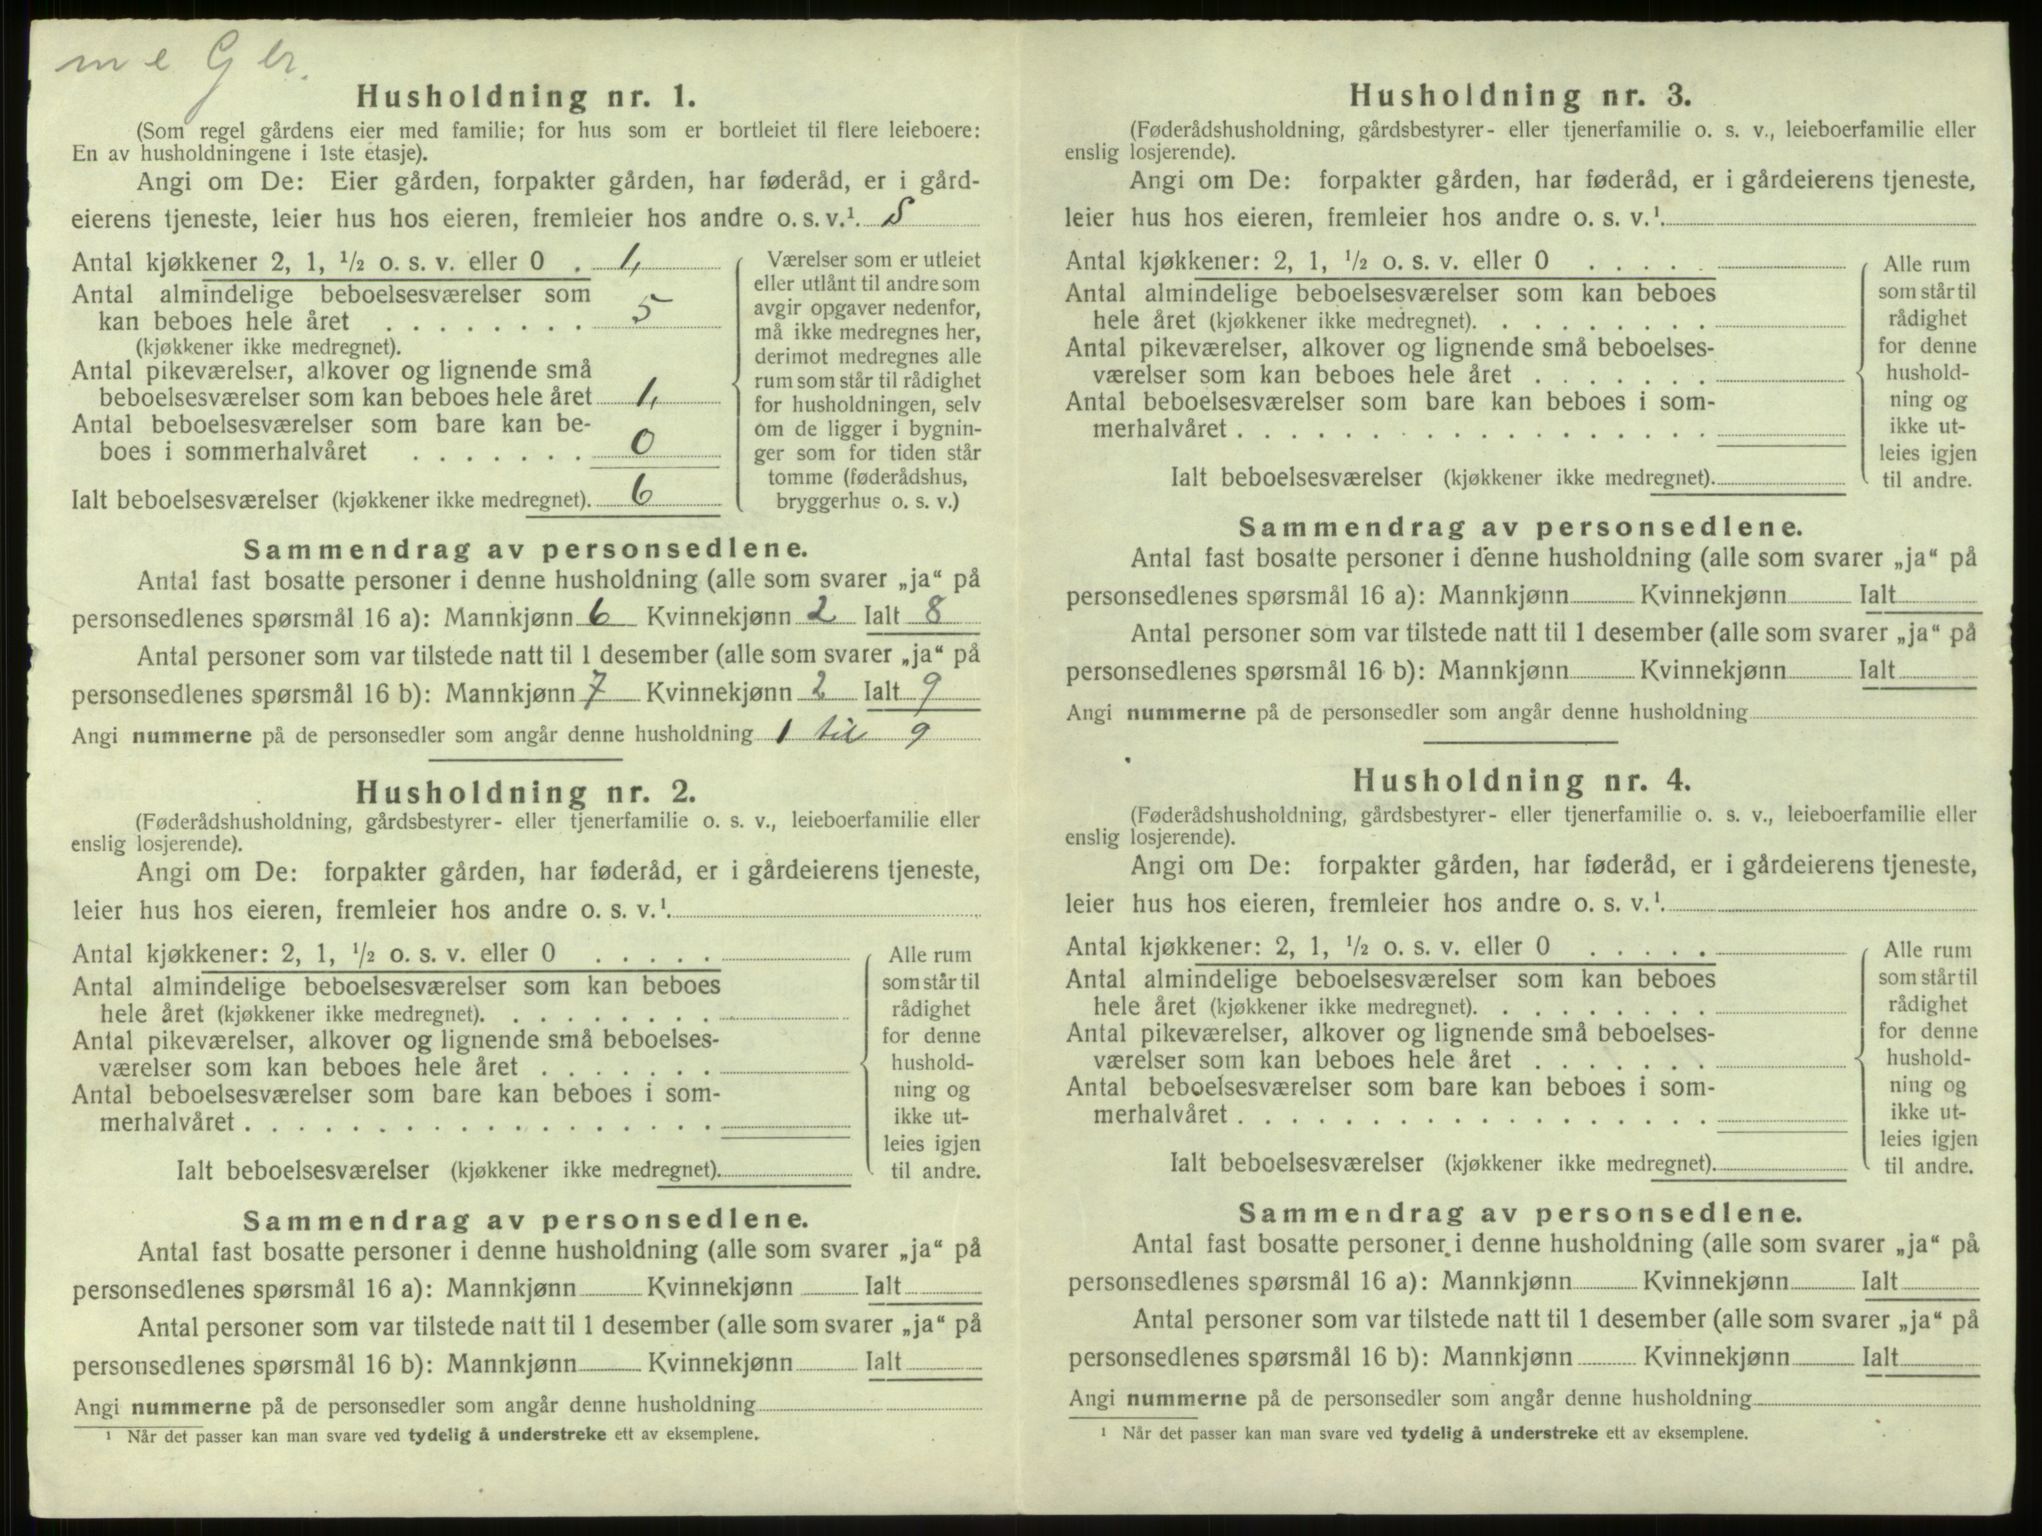 m e G br.
Husholdning nr. 1.
(Som regel gårdens eier med familie; for hus som er bortleiet til flere leieboere:
En av husholdningene i 1ste etasje).
Angi om De: Eier gården, forpakter gården, har føderåd, er i gård-
eierens tjeneste, leier hus hos eieren, fremleier hos andre o. s. v.¹ S
Antal kjøkkener 2, 1, ½ o. s. v. eller 0 . 1,
Antal almindelige beboelsesværelser som
kan beboes hele året . . . . . . . . 5
(kjøkkener ikke medregnet).
Antal pikeværelser, alkover og lignende små
beboelsesværelser som kan beboes hele året 1,
Antal beboelsesværelser som bare kan be-
boes i sommerhalvåret . . . . . . . 0
Ialt beboelsesværelser (kjøkkener ikke medregnet). 6
Værelser som er utleiet
eller utlånt til andre som
avgir opgaver nedenfor,
må ikke medregnes her,
derimot medregnes alle
rum som står til rådighet
for husholdningen, selv
om de ligger i bygnin-
ger som for tiden står
tomme (føderådshus,
bryggerhus o. s. v.)
Sammendrag av personsedlene.
Antal fast bosatte personer i denne husholdning (alle som svarer „ja“ på
personsedlenes spørsmål 16 a): Mannkjønn 6 Kvinnekjønn 2 Ialt 8
Antal personer som var tilstede natt til 1 desember (alle som svarer „ja“ på
personsedlenes spørsmål 16 b): Mannkjønn 7 Kvinnekjønn 2 Ialt 9
Angi nummerne på de personsedler som angår denne husholdning 1 til 9
Husholdning nr. 2.
(Føderådshusholdning, gårdsbestyrer- eller tjenerfamilie o. s. v., leieboerfamilie eller
enslig losjerende).
Angi om De: forpakter gården, har føderåd, er i gårdeierens tjeneste,
leier hus hos eieren, fremleier hos andre o. s. v.¹.
Antal kjøkkener: 2, 1, ½ o. s. v. eller 0 . . . . .
Antal almindelige beboelsesværelser som kan beboes
hele året (kjøkkener ikke medregnet). . . . . . . . .
Antal pikeværelser, alkover og lignende små beboelses-
værelser som kan beboes hele året . . . . . . .
Antal beboelsesværelser som bare kan beboes i som-
merhalvåret . . . . . . . . . . . . . . . . . .
Ialt beboelsesværelser (kjøkkener ikke medregnet).
Alle rum
som står til
rådighet
for denne
hushold-
ning og
ikke ut-
leies igjen
til andre.
Sammendrag av personsedlene.
Antal fast bosatte personer i denne husholdning (alle som svarer „ja“ på
personsedlenes spørsmål 16 a): Mannkjønn Kvinnekjønn Ialt
Antal personer som var tilstede natt til 1 desember (alle som svarer „ja“ på
personsedlenes spørsmål 16 b): Mannkjønn Kvinnekjønn Ialt
Angi nummerne på de personsedler som angår denne husholdning
¹ Når det passer kan man svare ved tydelig å understreke ett av eksemplene.
Husholdning nr. 3.
(Føderådshusholdning, gårdsbestyrer- eller tjenerfamilie o. s. v., leieboerfamilie eller
enslig losjerende).
Angi om De: forpakter gården, har føderåd, er i gårdeierens tjeneste,
leier hus hos eieren, fremleier hos andre o. s. v.¹.
Antal kjøkkener: 2, 1, ½ o. s. v. eller 0 . . . . .
Antal almindelige beboelsesværelser som kan beboes
hele året (kjøkkener ikke medregnet). . . . . . . . .
Antal pikeværelser, alkover og lignende små beboelses-
værelser som kan beboes hele året . . . . . . .
Antal beboelsesværelser som bare kan beboes i som-
merhalvåret . . . . . . . . . . . . . . . . . .
Ialt beboelsesværelser (kjøkkener ikke medregnet).
Alle rum
som står til
rådighet
for denne
hushold-
ning og
ikke ut-
leies igjen
til andre.
Sammendrag av personsedlene.
Antal fast bosatte personer i denne husholdning (alle som svarer „ja“ på
personsedlenes spørsmål 16 a): Mannkjønn Kvinnekjønn Ialt
Antal personer som var tilstede natt til 1 desember (alle som svarer „ja“ på
personsedlenes spørsmål 16 b): Mannkjønn Kvinnekjønn Ialt
Angi nummerne på de personsedler som angår denne husholdning
Husholdning nr. 4.
(Føderådshusholdning, gårdsbestyrer- eller tjenerfamilie o. s. v., leieboerfamilie eller
enslig losjerende).
Angi om De: forpakter gården, har føderåd, er i gårdeierens tjeneste,
leier hus hos eieren, fremleier hos andre o. s. v.¹.
Antal kjøkkener: 2, 1, ½ o. s. v. eller 0 . . . . .
Antal almindelige beboelsesværelser som kan beboes
hele året (kjøkkener ikke medregnet). . . . . . . . .
Antal pikeværelser, alkover og lignende små beboelses-
værelser som kan beboes hele året . . . . . . .
Antal beboelsesværelser som bare kan beboes i som-
merhalvåret . . . . . . . . . . . . . . . . . .
Ialt beboelsesværelser (kjøkkener ikke medregnet).
Alle rum
som står til
rådighet
for denne
hushold-
ning og
ikke ut-
leies igjen
til andre.
Sammendrag av personsedlene.
Antal fast bosatte personer i denne husholdning (alle som svarer „ja“ på
personsedlenes spørsmål 16 a): Mannkjønn Kvinnekjønn Ialt
Antal personer som var tilstede natt til 1 desember (alle som svarer „ja“ på
personsedlenes spørsmål 16 b): Mannkjønn Kvinnekjønn Ialt
Angi nummerne på de personsedler som angår denne husholdning
¹ Når det passer kan man svare ved tydelig å understreke ett av eksemplene.